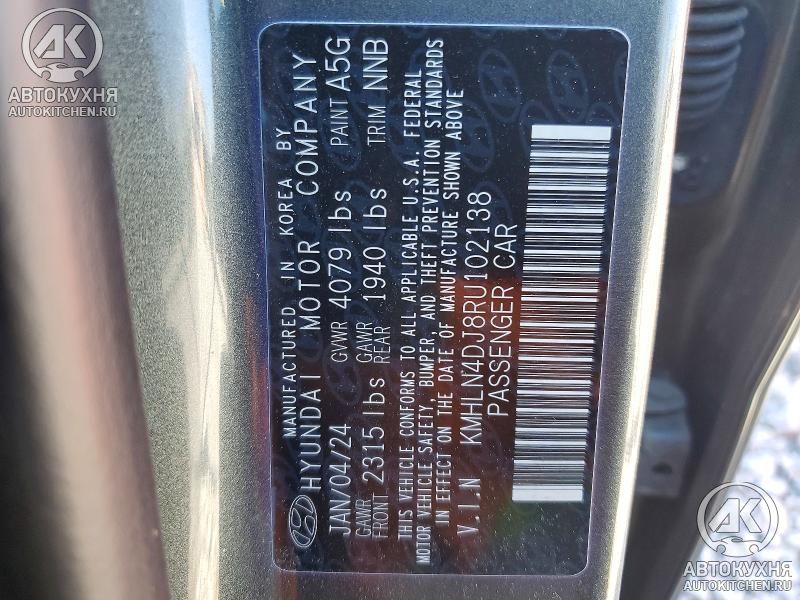 MANUFACTURED IN KOREA BY
HYUNDAI MOTOR COMPANY
JAN/04/24 GVWR 4079 lbs PAINT A5G
GAWR FRONT 2315 lbs GAWR REAR 1940 lbs TRIM NNB
THIS VEHICLE CONFORMS TO ALL APPLICABLE U.S.A. FEDERAL
MOTOR VEHICLE SAFETY, BUMPER, AND THEFT PREVENTION STANDARDS
IN EFFECT ON THE DATE OF MANUFACTURE SHOWN ABOVE
V.I.N KMHLN4DJ8RU102138
PASSENGER CAR
АК
АВТОКУХНЯ
AUTOKITCHEN.RU
АК
АВТОКУХНЯ
AUTOKITCHEN.RU